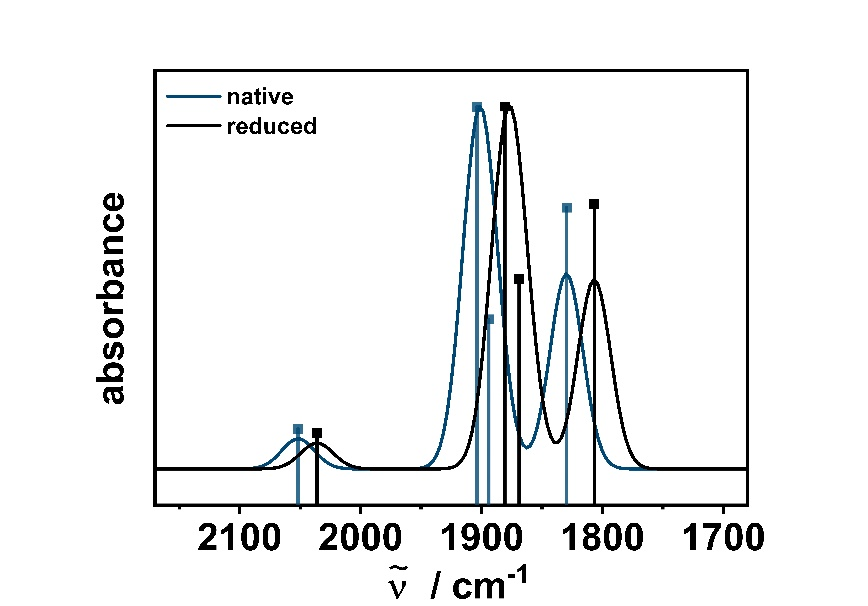 native
reduced
absorbance
2100 2000 1900 1800 1700
ν̃ / cm⁻¹